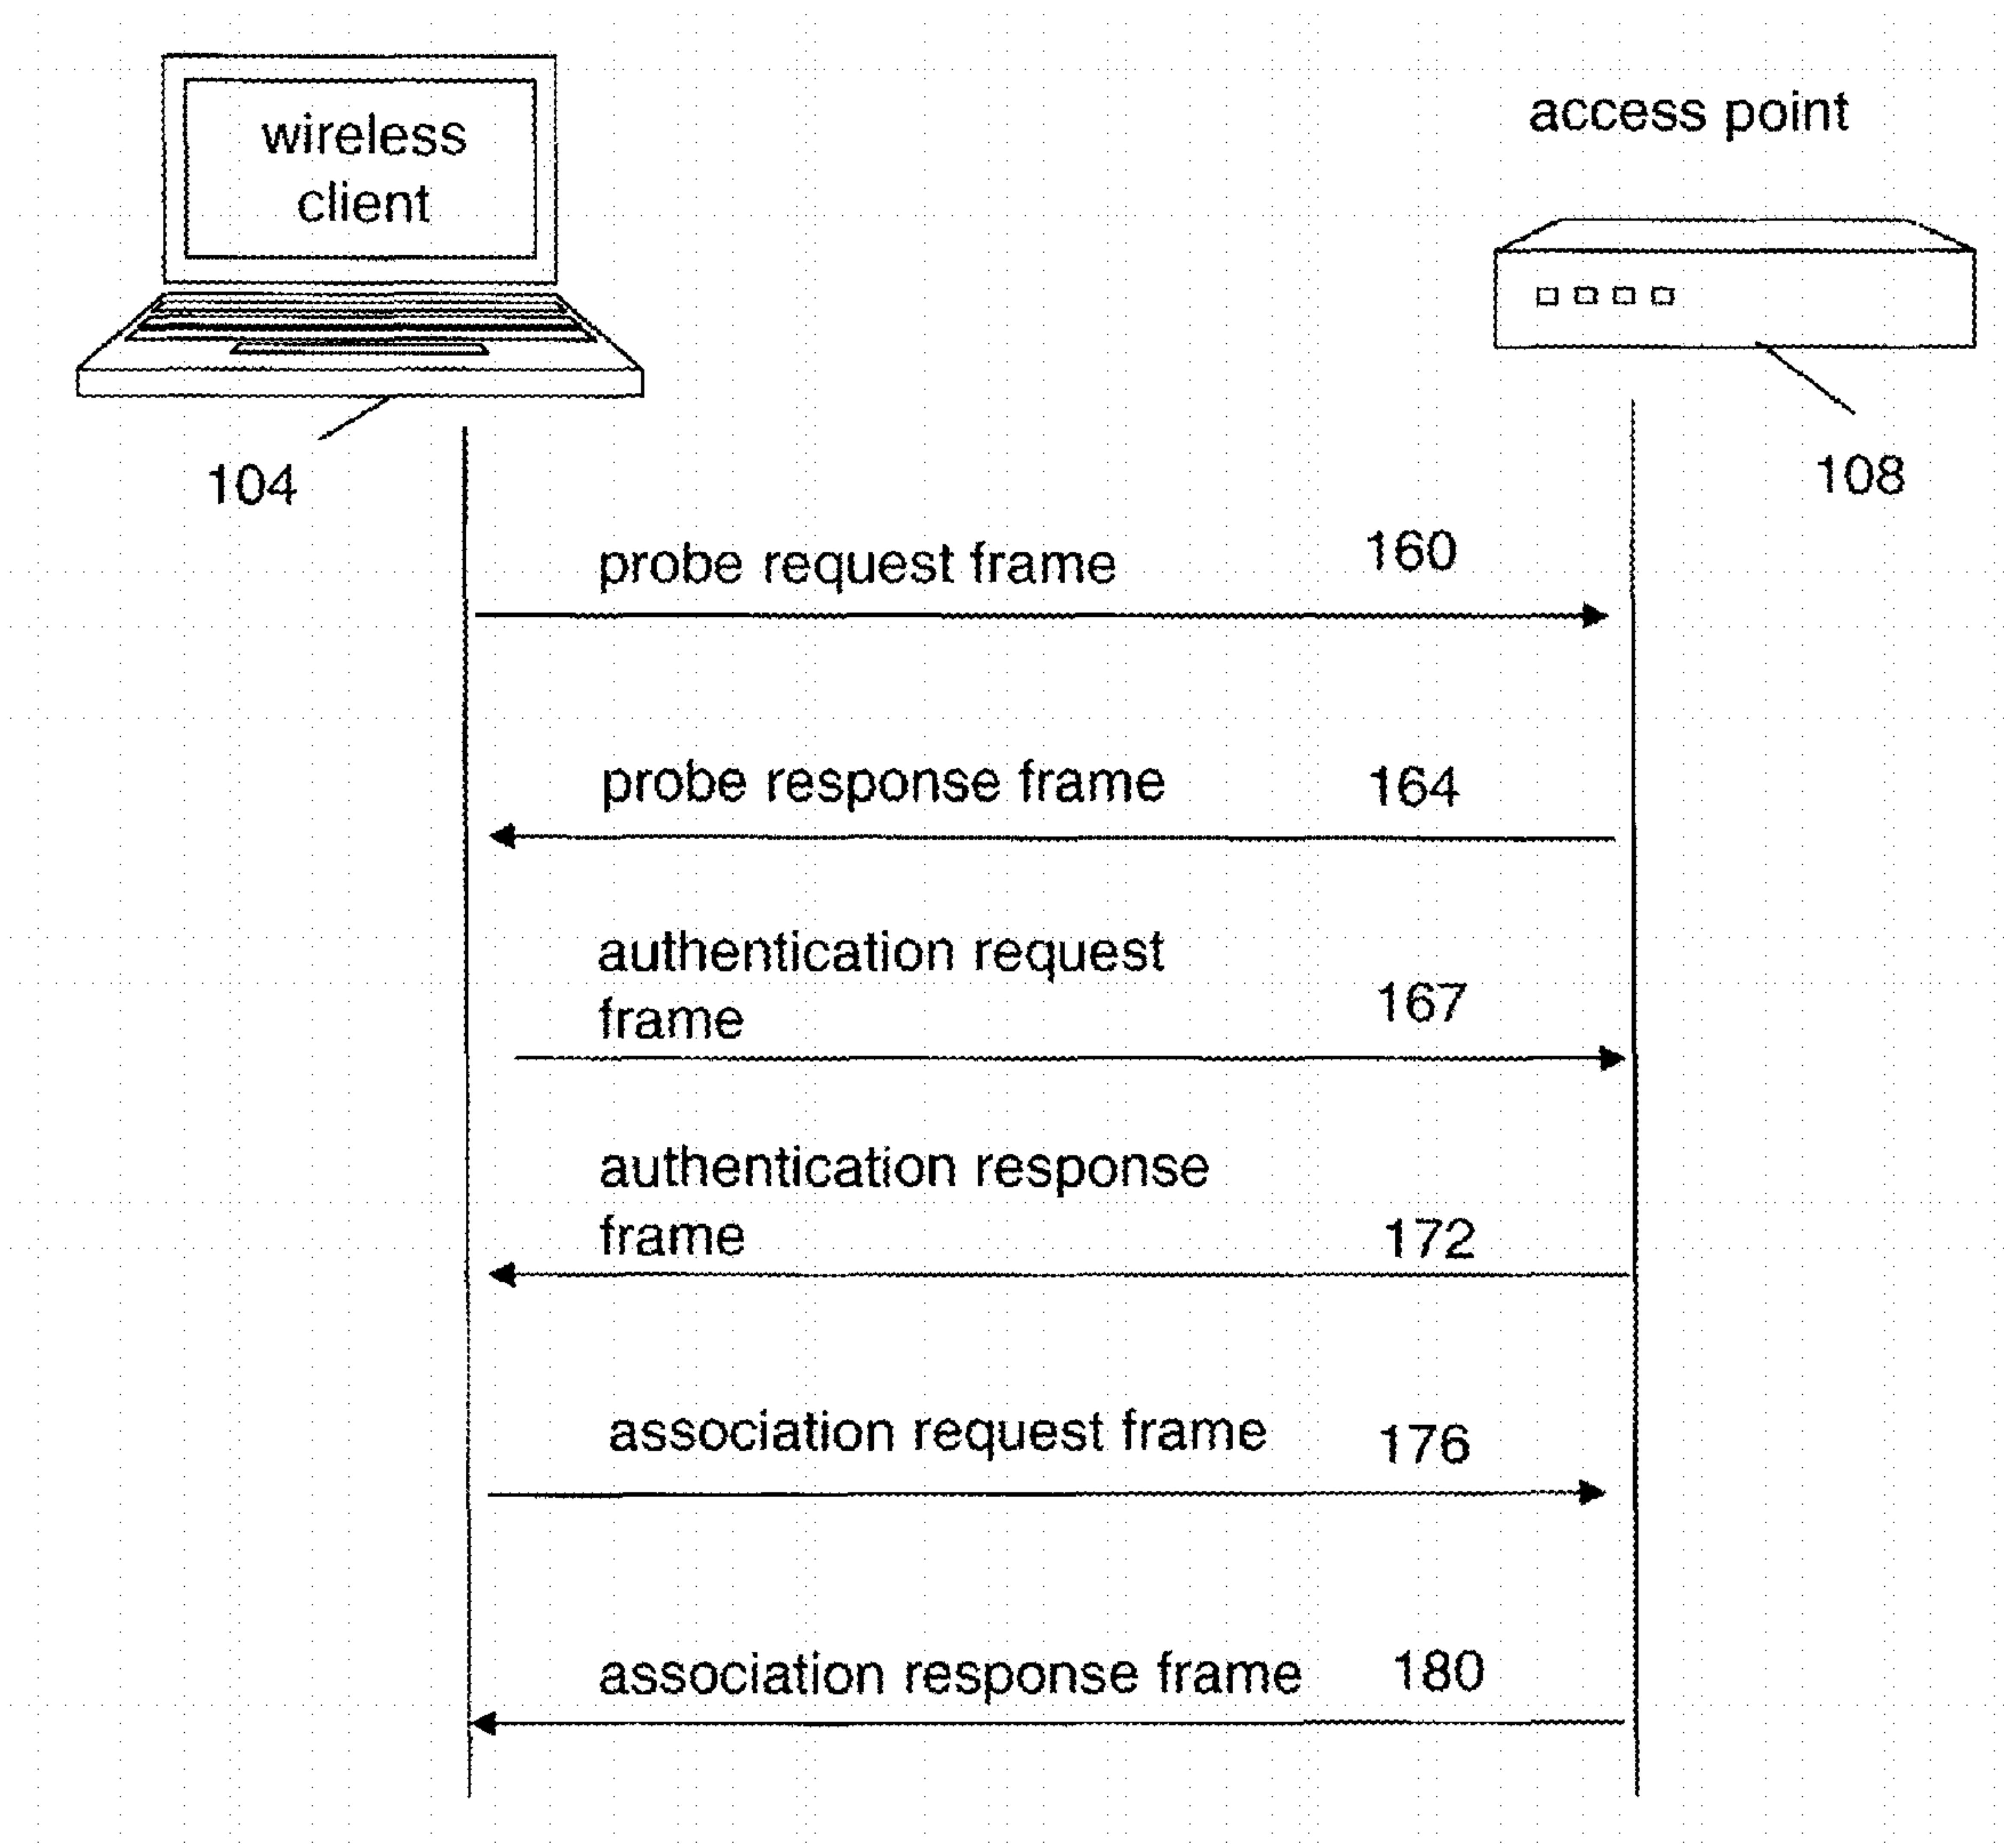 wireless
client
access point
104
108
probe request frame 160
probe response frame 164
authentication request
frame 167
authentication response
frame 172
association request frame 176
association response frame 180